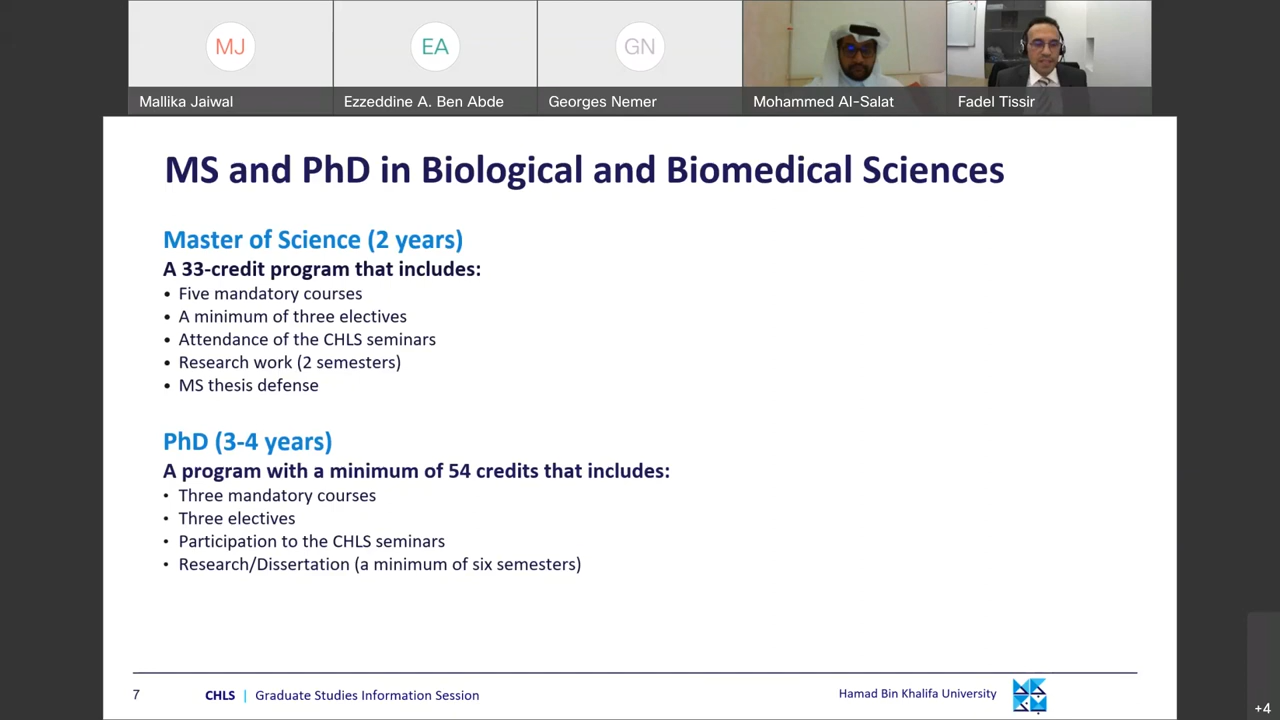 MJ
EA
GN
Mallika Jaiwal
Ezzeddine A. Ben Abde
Georges Nemer
Mohammed Al-Salat
Fadel Tissir
MS and PhD in Biological and Biomedical Sciences
Master of Science (2 years)
A 33-credit program that includes:
• Five mandatory courses
• A minimum of three electives
• Attendance of the CHLS seminars
• Research work (2 semesters)
• MS thesis defense
PhD (3-4 years)
A program with a minimum of 54 credits that includes:
• Three mandatory courses
• Three electives
• Participation to the CHLS seminars
• Research/Dissertation (a minimum of six semesters)
7
CHLS | Graduate Studies Information Session
Hamad Bin Khalifa University
+4